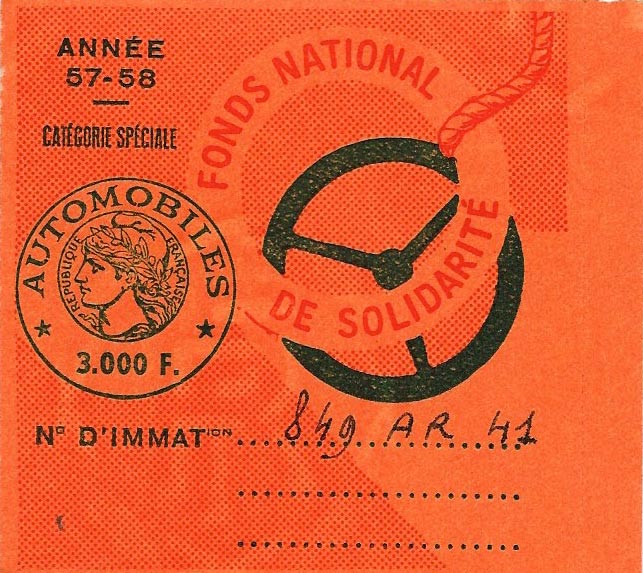 ANNÉE
57-58
CATÉGORIE SPÉCIALE
FONDS NATIONAL
DE SOLIDARITÉ
AUTOMOBILES
RÉPUBLIQUE FRANÇAISE
3.000 F.
N° D'IMMATION 849 AR 41